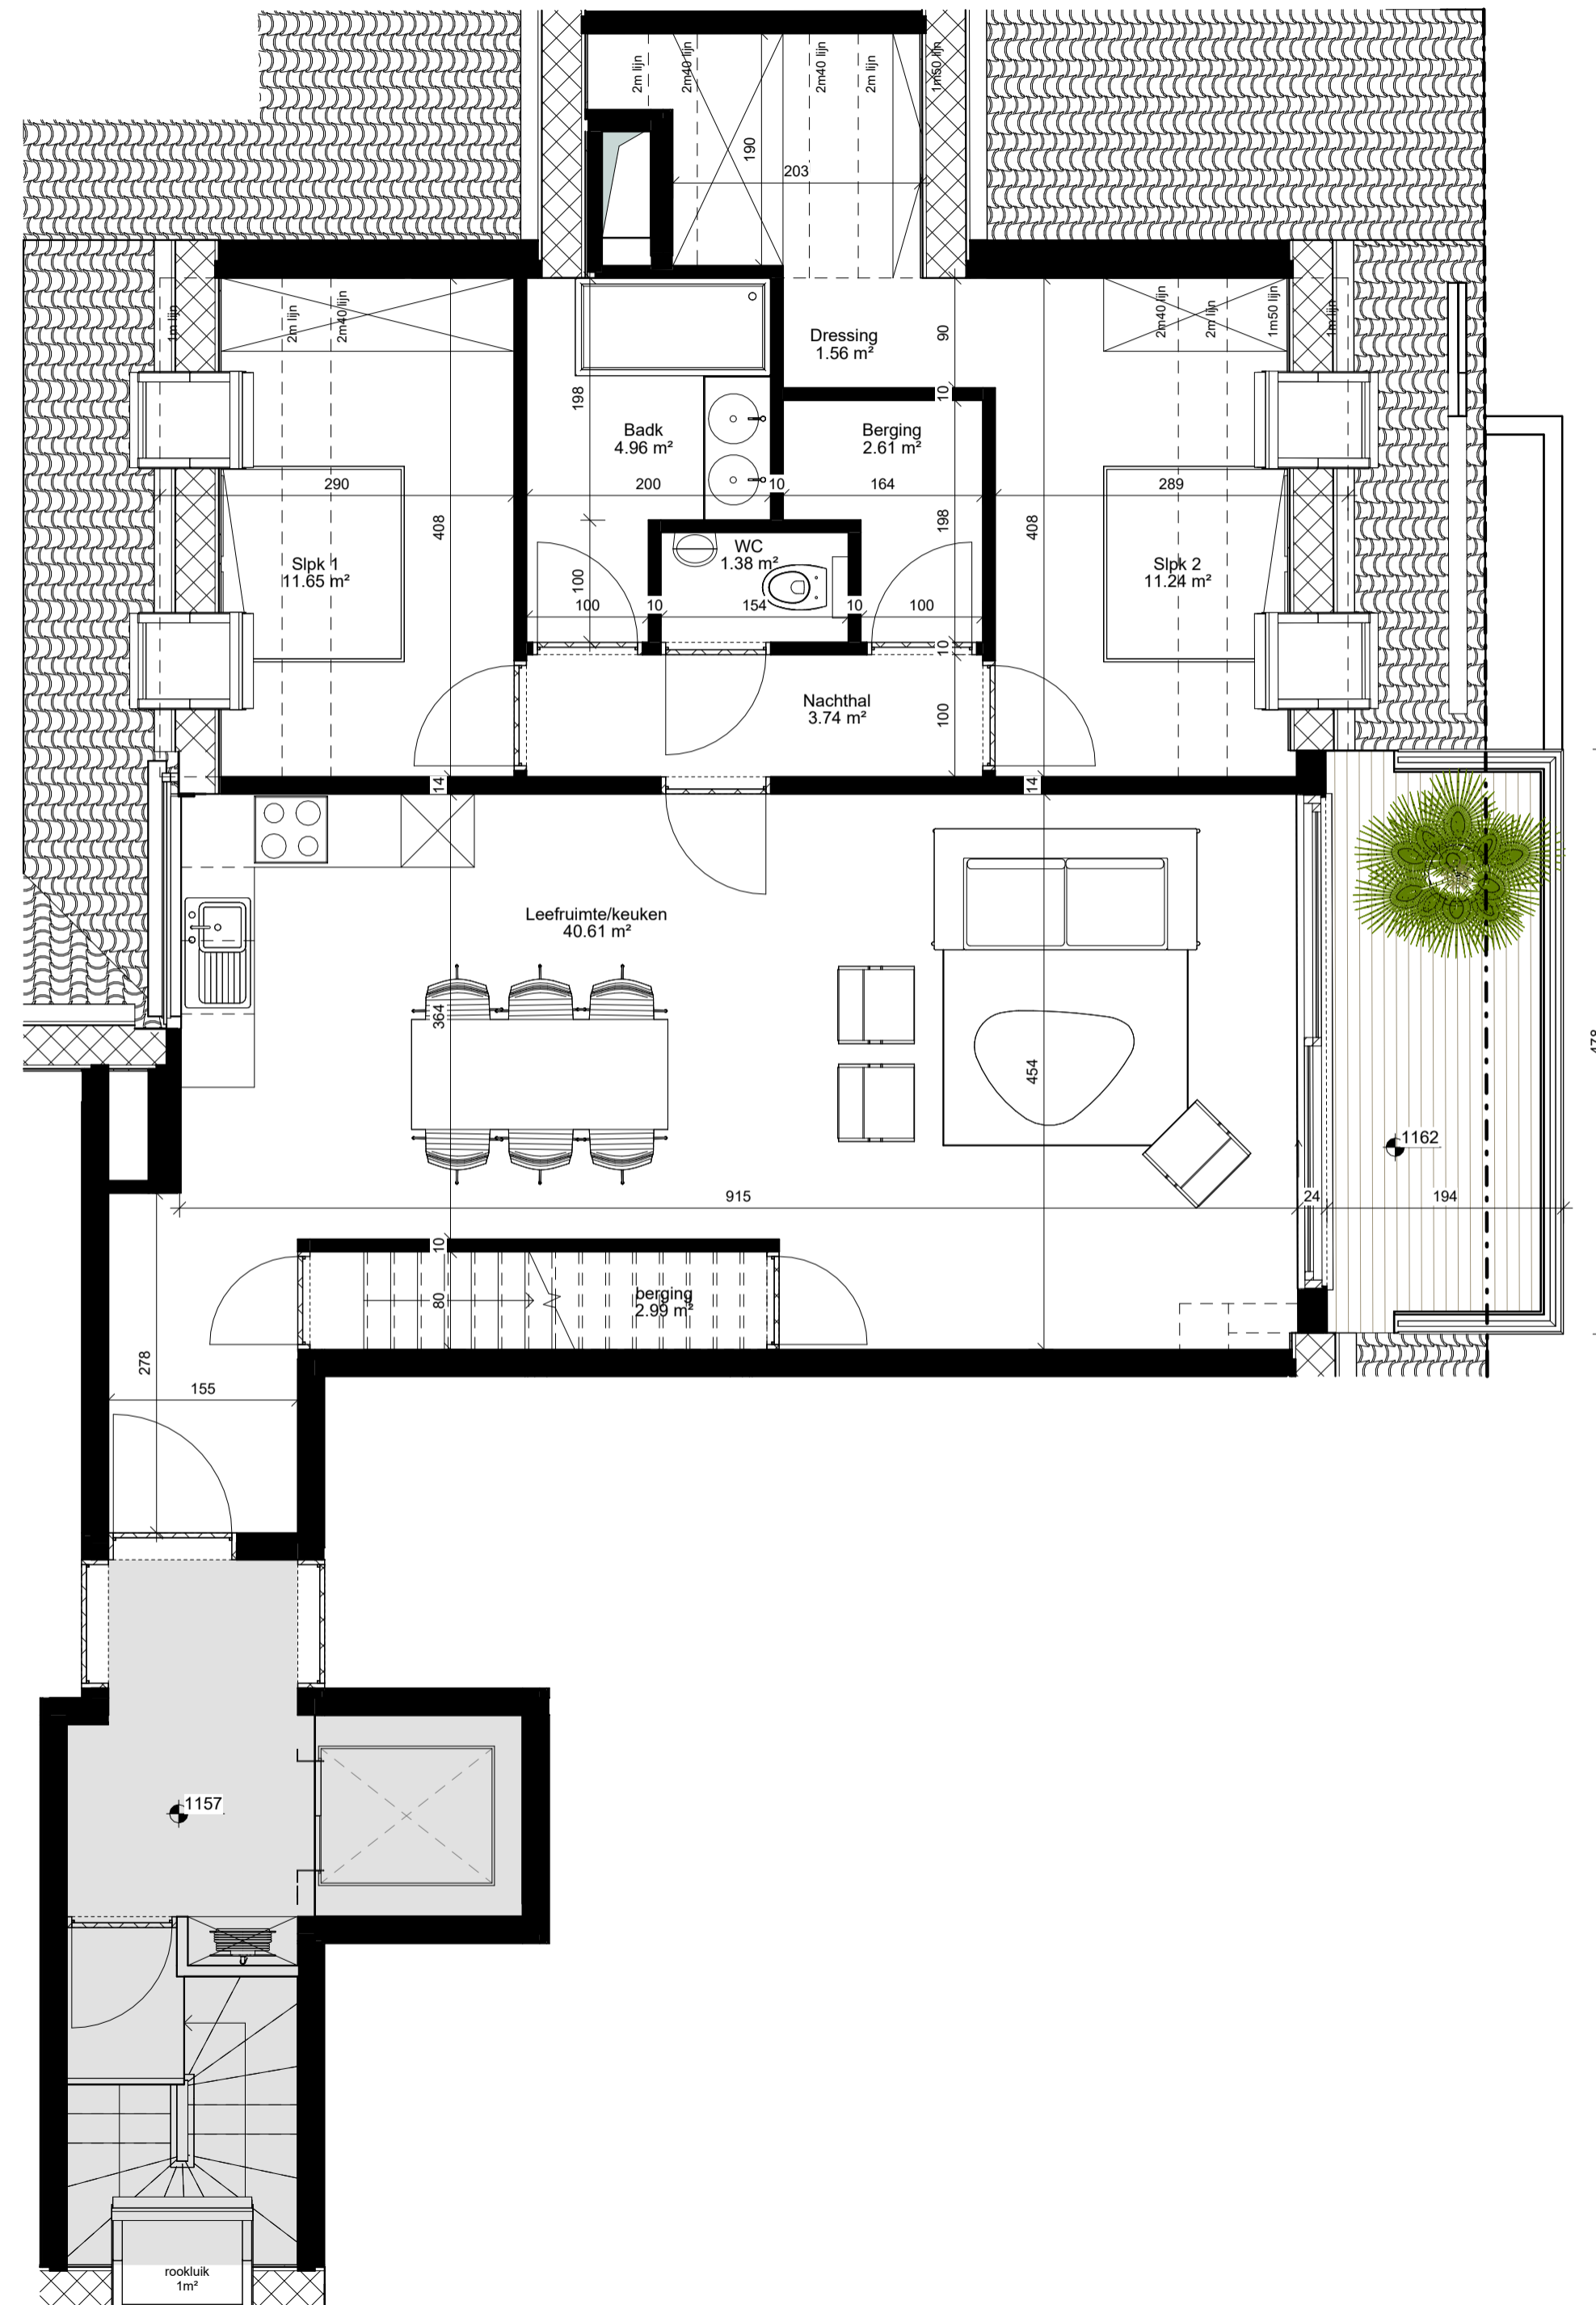 2m lijn
2m40 lijn
2m40 lijn
2m lijn
1m50 lijn
190
203
1m lijn
2m lijn
2m40 lijn
2m40 lijn
2m lijn
1m50 lijn
1m lijn
Dressing
1.56 m²
90
10
198
Badk
4.96 m²
Berging
2.61 m²
290
200
10
164
289
408
198
408
Slpk 1
11.65 m²
WC
1.38 m²
Slpk 2
11.24 m²
100
100
10
154
10
100
10
Nachthal
3.74 m²
100
14
14
Leefruimte/keuken
40.61 m²
364
454
478
1162
915
24
194
10
80
berging
2.99 m²
278
155
1157
rookluik
1m²